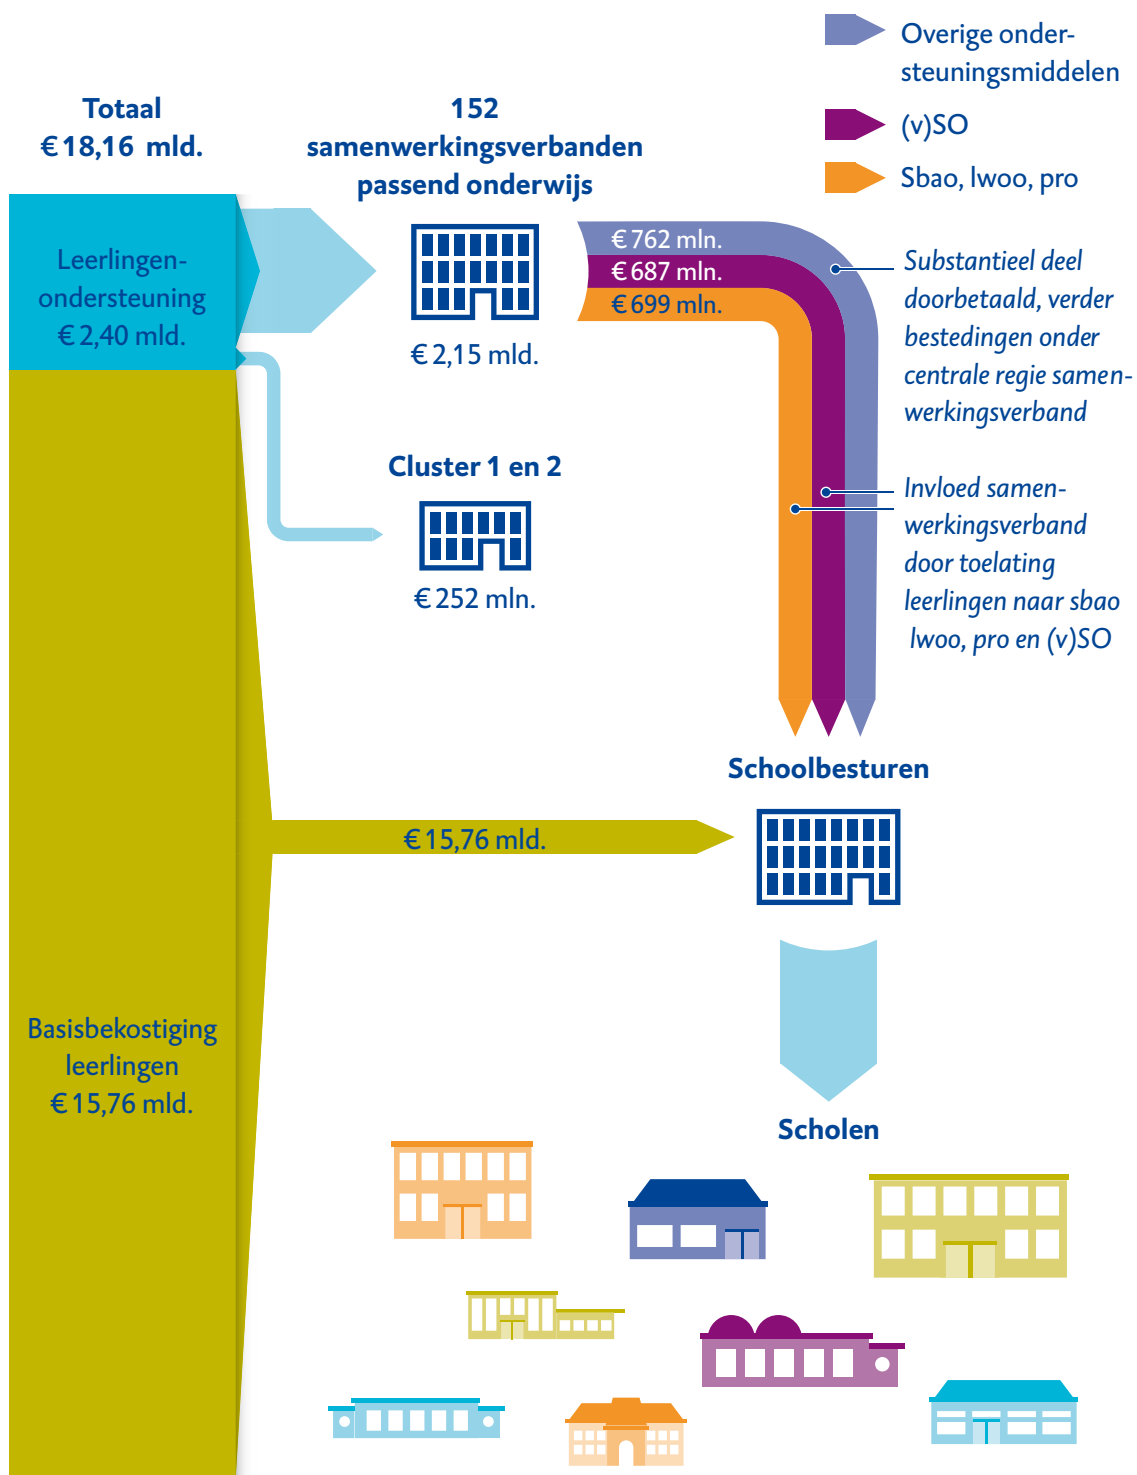 Overige onder-
steuningsmiddelen
(v)SO
Sbao, lwoo, pro
Totaal
€ 18,16 mld.
152
samenwerkingsverbanden
passend onderwijs
Leerlingen-
ondersteuning
€ 2,40 mld.
€ 2,15 mld.
€ 762 mln.
€ 687 mln.
€ 699 mln.
Substantieel deel
doorbetaald, verder
bestedingen onder
centrale regie samen-
werkingsverband
Cluster 1 en 2
€ 252 mln.
Invloed samen-
werkingsverband
door toelating
leerlingen naar sbao
lwoo, pro en (v)SO
Schoolbesturen
€ 15,76 mld.
Basisbekostiging
leerlingen
€ 15,76 mld.
Scholen